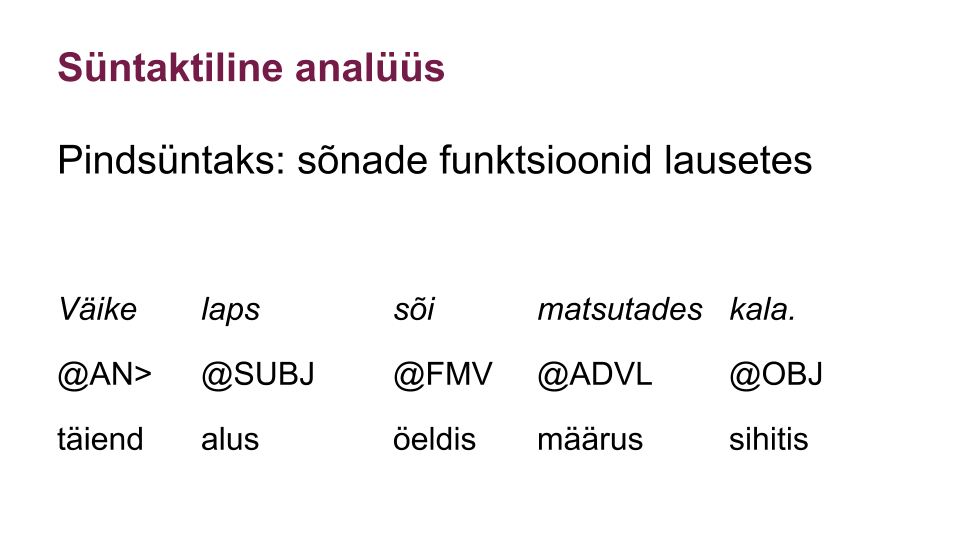 Süntaktiline analüüs
Pindsüntaks: sõnade funktsioonid lausetes
Väike laps sõi matsutades kala.
@AN> @SUBJ @FMV @ADVL @OBJ
täiend alus öeldis määrus sihitis